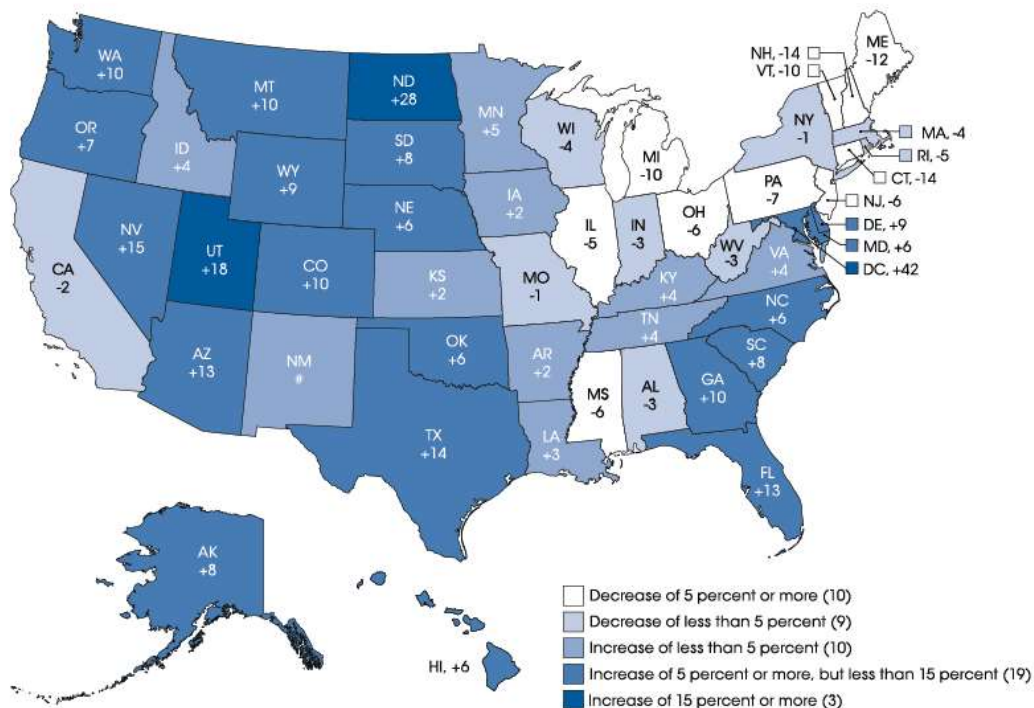 WA
+10
OR
+7
CA
-2
ID
+4
NV
+15
MT
+10
WY
+9
UT
+18
AZ
+13
CO
+10
NM
#
ND
+28
SD
+8
NE
+6
KS
+2
OK
+6
TX
+14
MN
+5
IA
+2
MO
-1
AR
+2
LA
+3
WI
-4
IL
-5
MI
-10
IN
-3
OH
-6
KY
+4
TN
+4
MS
-6
AL
-3
GA
+10
FL
+13
SC
+8
NC
+6
VA
+4
WV
-3
PA
-7
NY
-1
VT, -10
NH, -14
ME
-12
MA, -4
RI, -5
CT, -14
NJ, -6
DE, +9
MD, +6
DC, +42
AK
+8
HI, +6
Decrease of 5 percent or more (10)
Decrease of less than 5 percent (9)
Increase of less than 5 percent (10)
Increase of 5 percent or more, but less than 15 percent (19)
Increase of 15 percent or more (3)